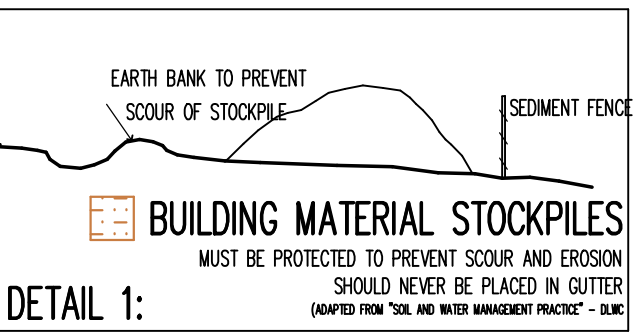 EARTH BANK TO PREVENT
SCOUR OF STOCKPILE
SEDIMENT FENCE
BUILDING MATERIAL STOCKPILES
MUST BE PROTECTED TO PREVENT SCOUR AND EROSION
SHOULD NEVER BE PLACED IN GUTTER
(ADAPTED FROM "SOIL AND WATER MANAGEMENT PRACTICE" - DLWC
DETAIL 1: